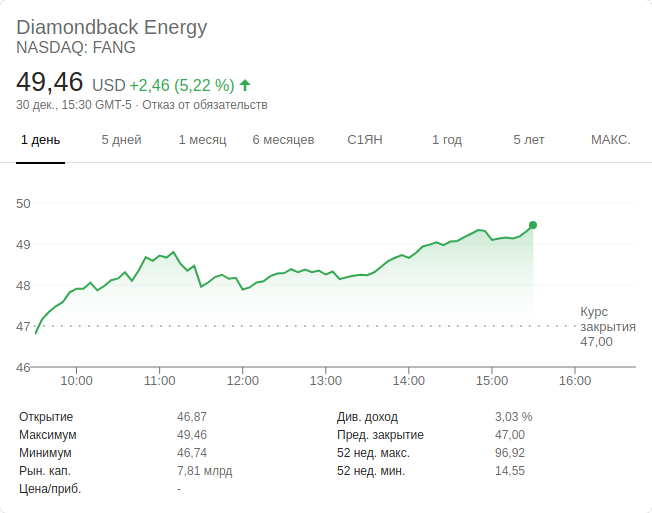 Diamondback Energy
NASDAQ: FANG
49,46 USD +2,46 (5,22 %)
30 дек., 15:30 GMT-5 · Отказ от обязательств
1 день 5 дней 1 месяц 6 месяцев С1ЯН 1 год 5 лет МАКС.
50
49
48
47
46
Курс
закрытия
47,00
10:00 11:00 12:00 13:00 14:00 15:00 16:00
Открытие 46,87 Див. доход 3,03 %
Максимум 49,46 Пред. закрытие 47,00
Минимум 46,74 52 нед. макс. 96,92
Рын. кап. 7,81 млрд 52 нед. мин. 14,55
Цена/приб. -